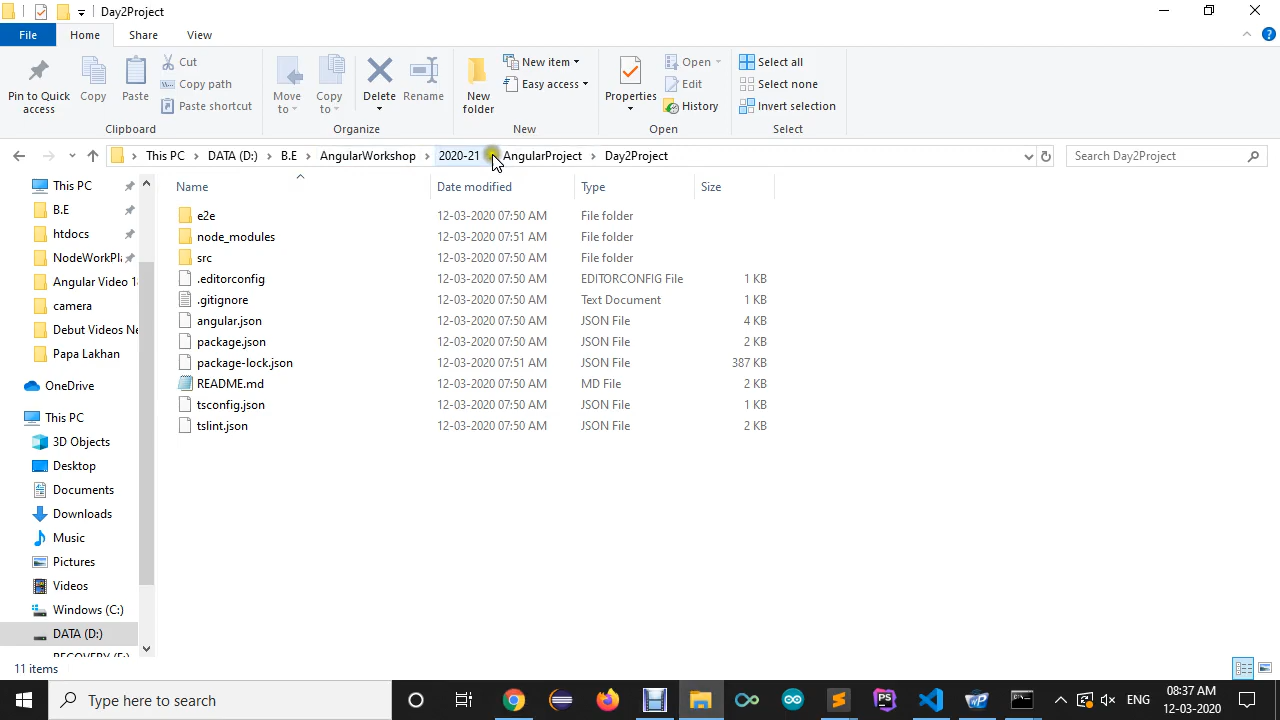 Day2Project
File Home Share View
Pin to Quick access
Copy
Paste
Cut
Copy path
Paste shortcut
Clipboard
Move to
Copy to
Delete
Rename
Organize
New folder
New item
Easy access
New
Properties
Open
Edit
History
Open
Select all
Select none
Invert selection
Select
This PC DATA (D:) B.E AngularWorkshop 2020-21 AngularProject Day2Project
Search Day2Project
This PC
B.E
htdocs
NodeWorkPl
Angular Video 1
camera
Debut Videos Ne
Papa Lakhan
OneDrive
This PC
3D Objects
Desktop
Documents
Downloads
Music
Pictures
Videos
Windows (C:)
DATA (D:)
RECOVERY (E:)
Name Date modified Type Size
e2e 12-03-2020 07:50 AM File folder
node_modules 12-03-2020 07:51 AM File folder
src 12-03-2020 07:50 AM File folder
.editorconfig 12-03-2020 07:50 AM EDITORCONFIG File 1 KB
.gitignore 12-03-2020 07:50 AM Text Document 1 KB
angular.json 12-03-2020 07:50 AM JSON File 4 KB
package.json 12-03-2020 07:50 AM JSON File 2 KB
package-lock.json 12-03-2020 07:51 AM JSON File 387 KB
README.md 12-03-2020 07:50 AM MD File 2 KB
tsconfig.json 12-03-2020 07:50 AM JSON File 1 KB
tslint.json 12-03-2020 07:50 AM JSON File 2 KB
11 items
Type here to search
ENG
08:37 AM
12-03-2020